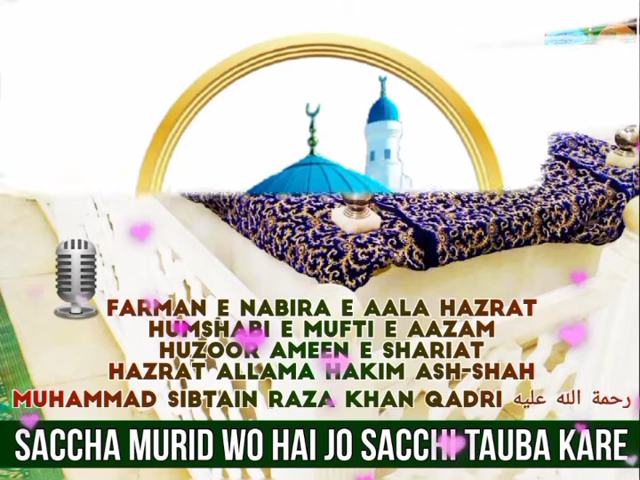 FARMAN E NABIRA E AALA HAZRAT
HUMSHABI E MUFTI E AAZAM
HUZOOR AMEEN E SHARIAT
HAZRAT ALLAMA HAKIM ASH-SHAH
MUHAMMAD SIBTAIN RAZA KHAN QADRI رحمة الله عليه
SACCHA MURID WO HAI JO SACCHI TAUBA KARE